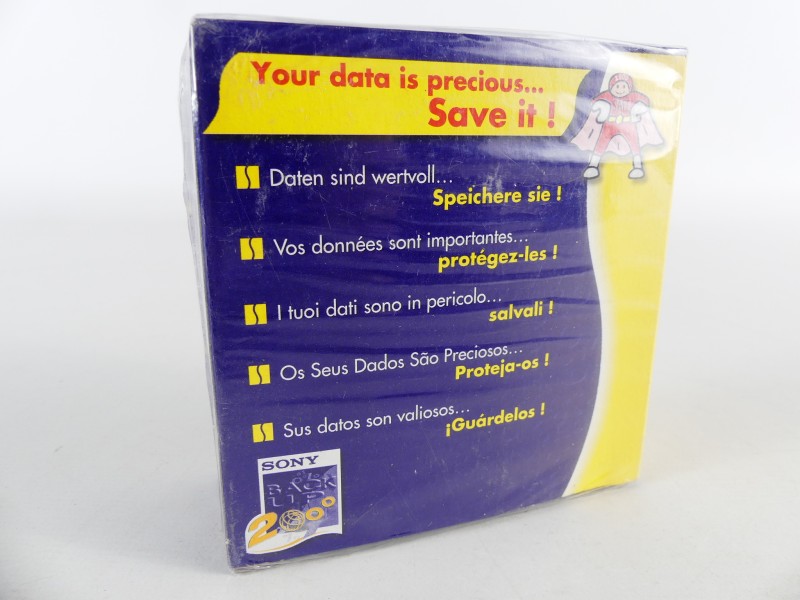 Your data is precious...
Save it !
Daten sind wertvoll...
Speichere sie !
Vos données sont importantes...
protégez-les !
I tuoi dati sono in pericolo...
salvali !
Os Seus Dados São Preciosos...
Proteja-os !
Sus datos son valiosos...
¡Guárdelos !
SONY
BACK
UP
2000